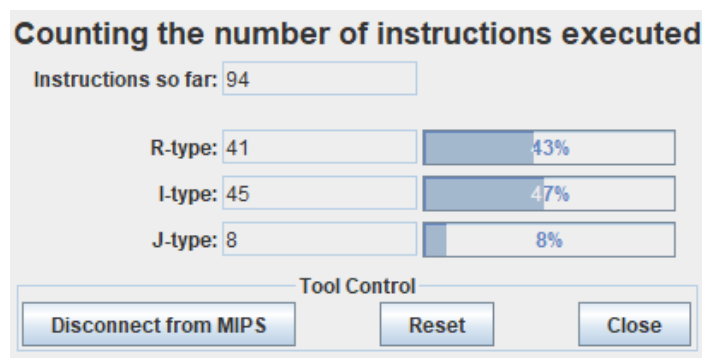 Counting the number of instructions executed
Instructions so far: 94
R-type: 41 43%
I-type: 45 47%
J-type: 8 8%
Tool Control
Disconnect from MIPS Reset Close